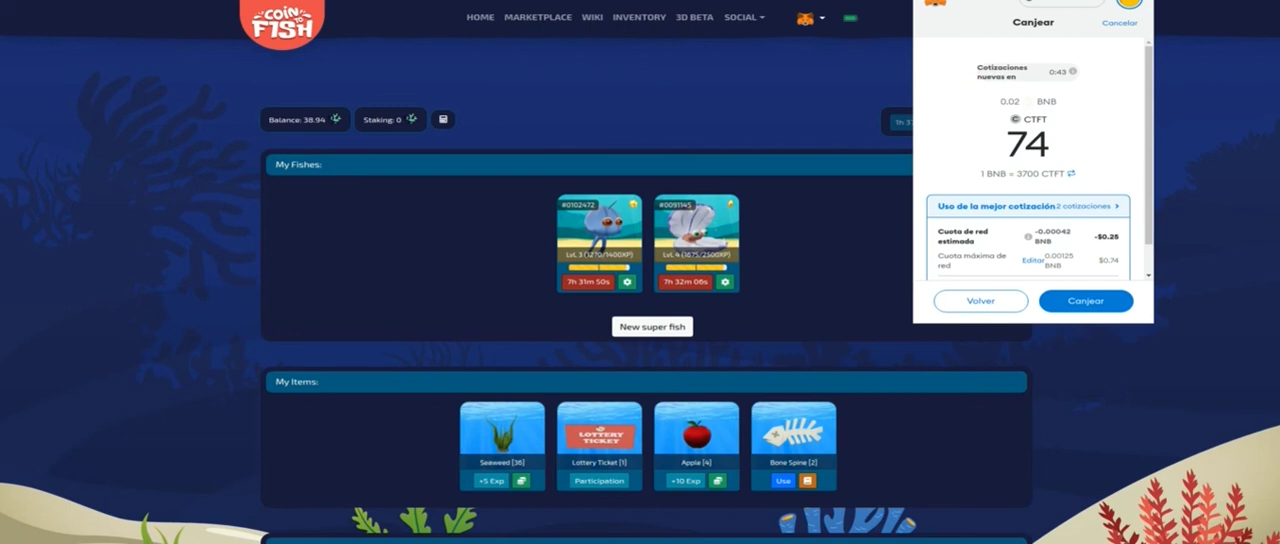 COIN TO FISH
HOME MARKETPLACE WIKI INVENTORY 3D BETA SOCIAL
Balance: 38.94 Staking: 0
My Fishes:
#0102472 #0091145
LvL 3 (1270/1400XP) LvL 4 (1675/2500XP)
7h 31m 50s 7h 32m 06s
New super fish
My Items:
LOTTERY
TICKET
Seaweed [36] Lottery Ticket [1] Apple [4] Bone Spine [2]
+5 Exp Participation +10 Exp Use
Canjear Cancelar
Cotizaciones
nuevas en 0:43
0.02 BNB
C CTFT
74
1 BNB = 3700 CTFT
Uso de la mejor cotización 2 cotizaciones
Cuota de red
estimada -0.00042
BNB -$0.25
Cuota máxima de
red Editar 0.00125
BNB $0.74
Volver Canjear